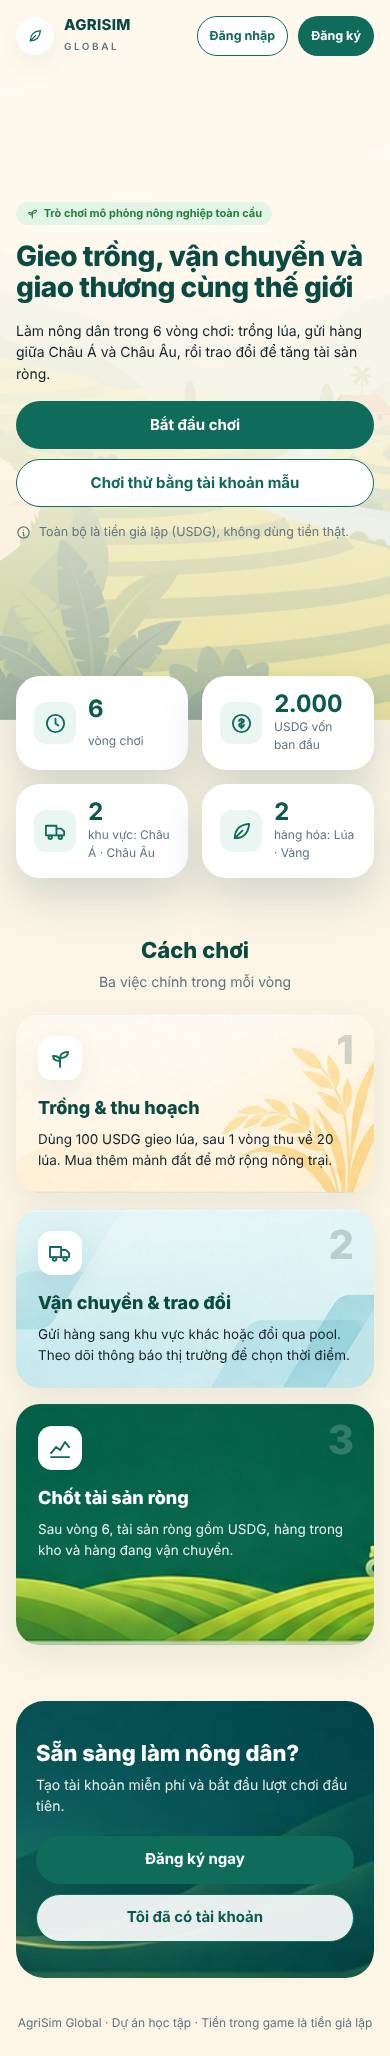 AGRISIM
GLOBAL
Đăng nhập
Đăng ký
Trò chơi mô phỏng nông nghiệp toàn cầu
Gieo trồng, vận chuyển và
giao thương cùng thế giới
Làm nông dân trong 6 vòng chơi: trồng lúa, gửi hàng
giữa Châu Á và Châu Âu, rồi trao đổi để tăng tài sản
ròng.
Bắt đầu chơi
Chơi thử bằng tài khoản mẫu
Toàn bộ là tiền giả lập (USDG), không dùng tiền thật.
6
vòng chơi
2.000
USDG vốn
ban đầu
2
khu vực: Châu
Á · Châu Âu
2
hàng hóa: Lúa
· Vàng
Cách chơi
Ba việc chính trong mỗi vòng
1
Trồng & thu hoạch
Dùng 100 USDG gieo lúa, sau 1 vòng thu về 20
lúa. Mua thêm mảnh đất để mở rộng nông trại.
2
Vận chuyển & trao đổi
Gửi hàng sang khu vực khác hoặc đổi qua pool.
Theo dõi thông báo thị trường để chọn thời điểm.
3
Chốt tài sản ròng
Sau vòng 6, tài sản ròng gồm USDG, hàng trong
kho và hàng đang vận chuyển.
Sẵn sàng làm nông dân?
Tạo tài khoản miễn phí và bắt đầu lượt chơi đầu
tiên.
Đăng ký ngay
Tôi đã có tài khoản
AgriSim Global · Dự án học tập · Tiền trong game là tiền giả lập